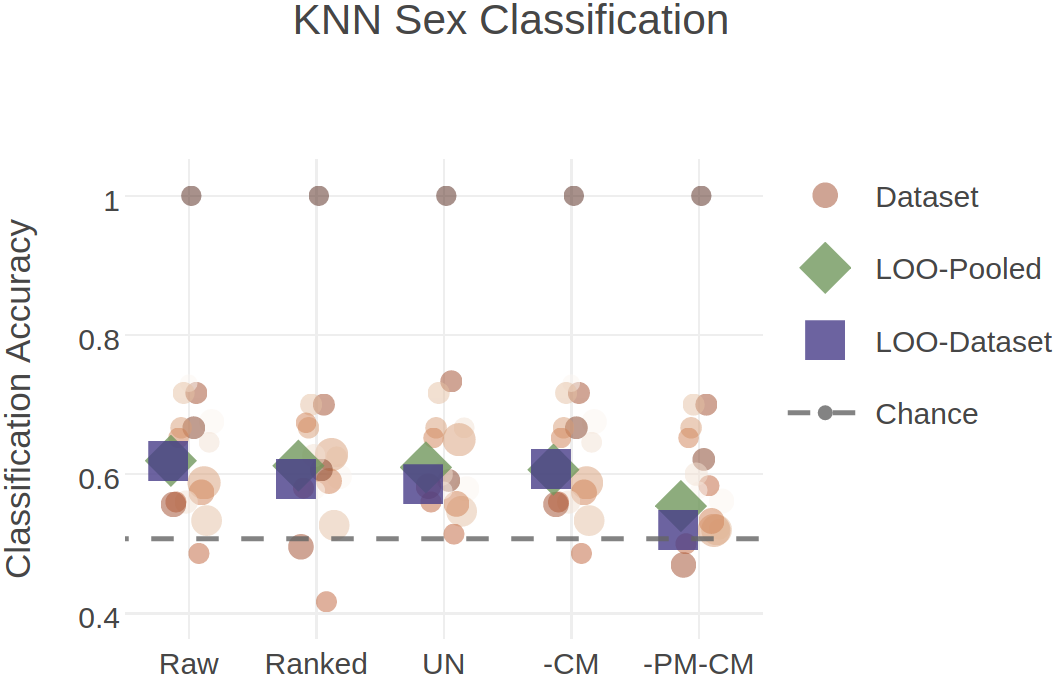 KNN Sex Classification
Classification Accuracy
1
0.8
0.6
0.4
Raw
Ranked
UN
-CM
-PM-CM
Dataset
LOO-Pooled
LOO-Dataset
Chance